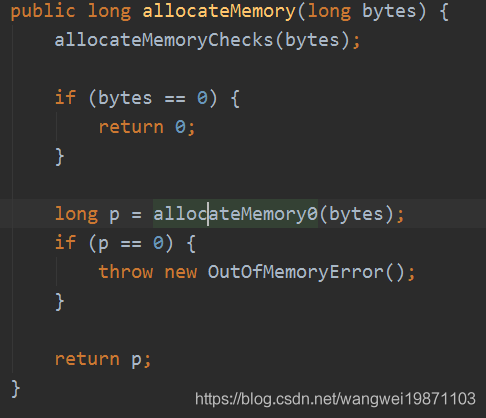 public long allocateMemory(long bytes) {
    allocateMemoryChecks(bytes);

    if (bytes == 0) {
        return 0;
    }

    long p = allocateMemory0(bytes);
    if (p == 0) {
        throw new OutOfMemoryError();
    }

    return p;
}
https://blog.csdn.net/wangwei19871103